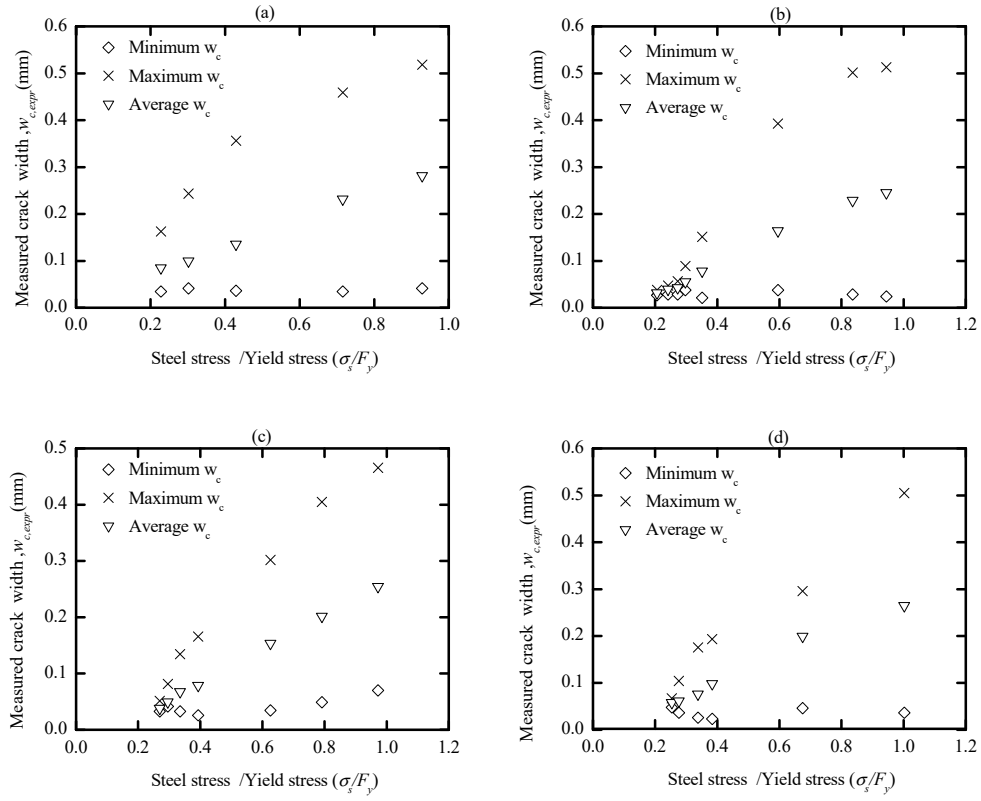 (a)
0.6
0.5
0.4
0.3
0.2
0.1
0.0
Measured crack width ,w_c,expr(mm)
Minimum w_c
Maximum w_c
Average w_c
0.0 0.2 0.4 0.6 0.8 1.0
Steel stress /Yield stress (σ_s/F_y)
(b)
0.6
0.5
0.4
0.3
0.2
0.1
0.0
Measured crack width ,w_c,expr(mm)
Minimum w_c
Maximum w_c
Average w_c
0.0 0.2 0.4 0.6 0.8 1.0 1.2
Steel stress /Yield stress (σ_s/F_y)
(c)
0.5
0.4
0.3
0.2
0.1
0.0
Measured crack width ,w_c,expr(mm)
Minimum w_c
Maximum w_c
Average w_c
0.0 0.2 0.4 0.6 0.8 1.0 1.2
Steel stress /Yield stress (σ_s/F_y)
(d)
0.6
0.5
0.4
0.3
0.2
0.1
0.0
Measured crack width ,w_c,expr(mm)
Minimum w_c
Maximum w_c
Average w_c
0.0 0.2 0.4 0.6 0.8 1.0 1.2
Steel stress /Yield stress (σ_s/F_y)